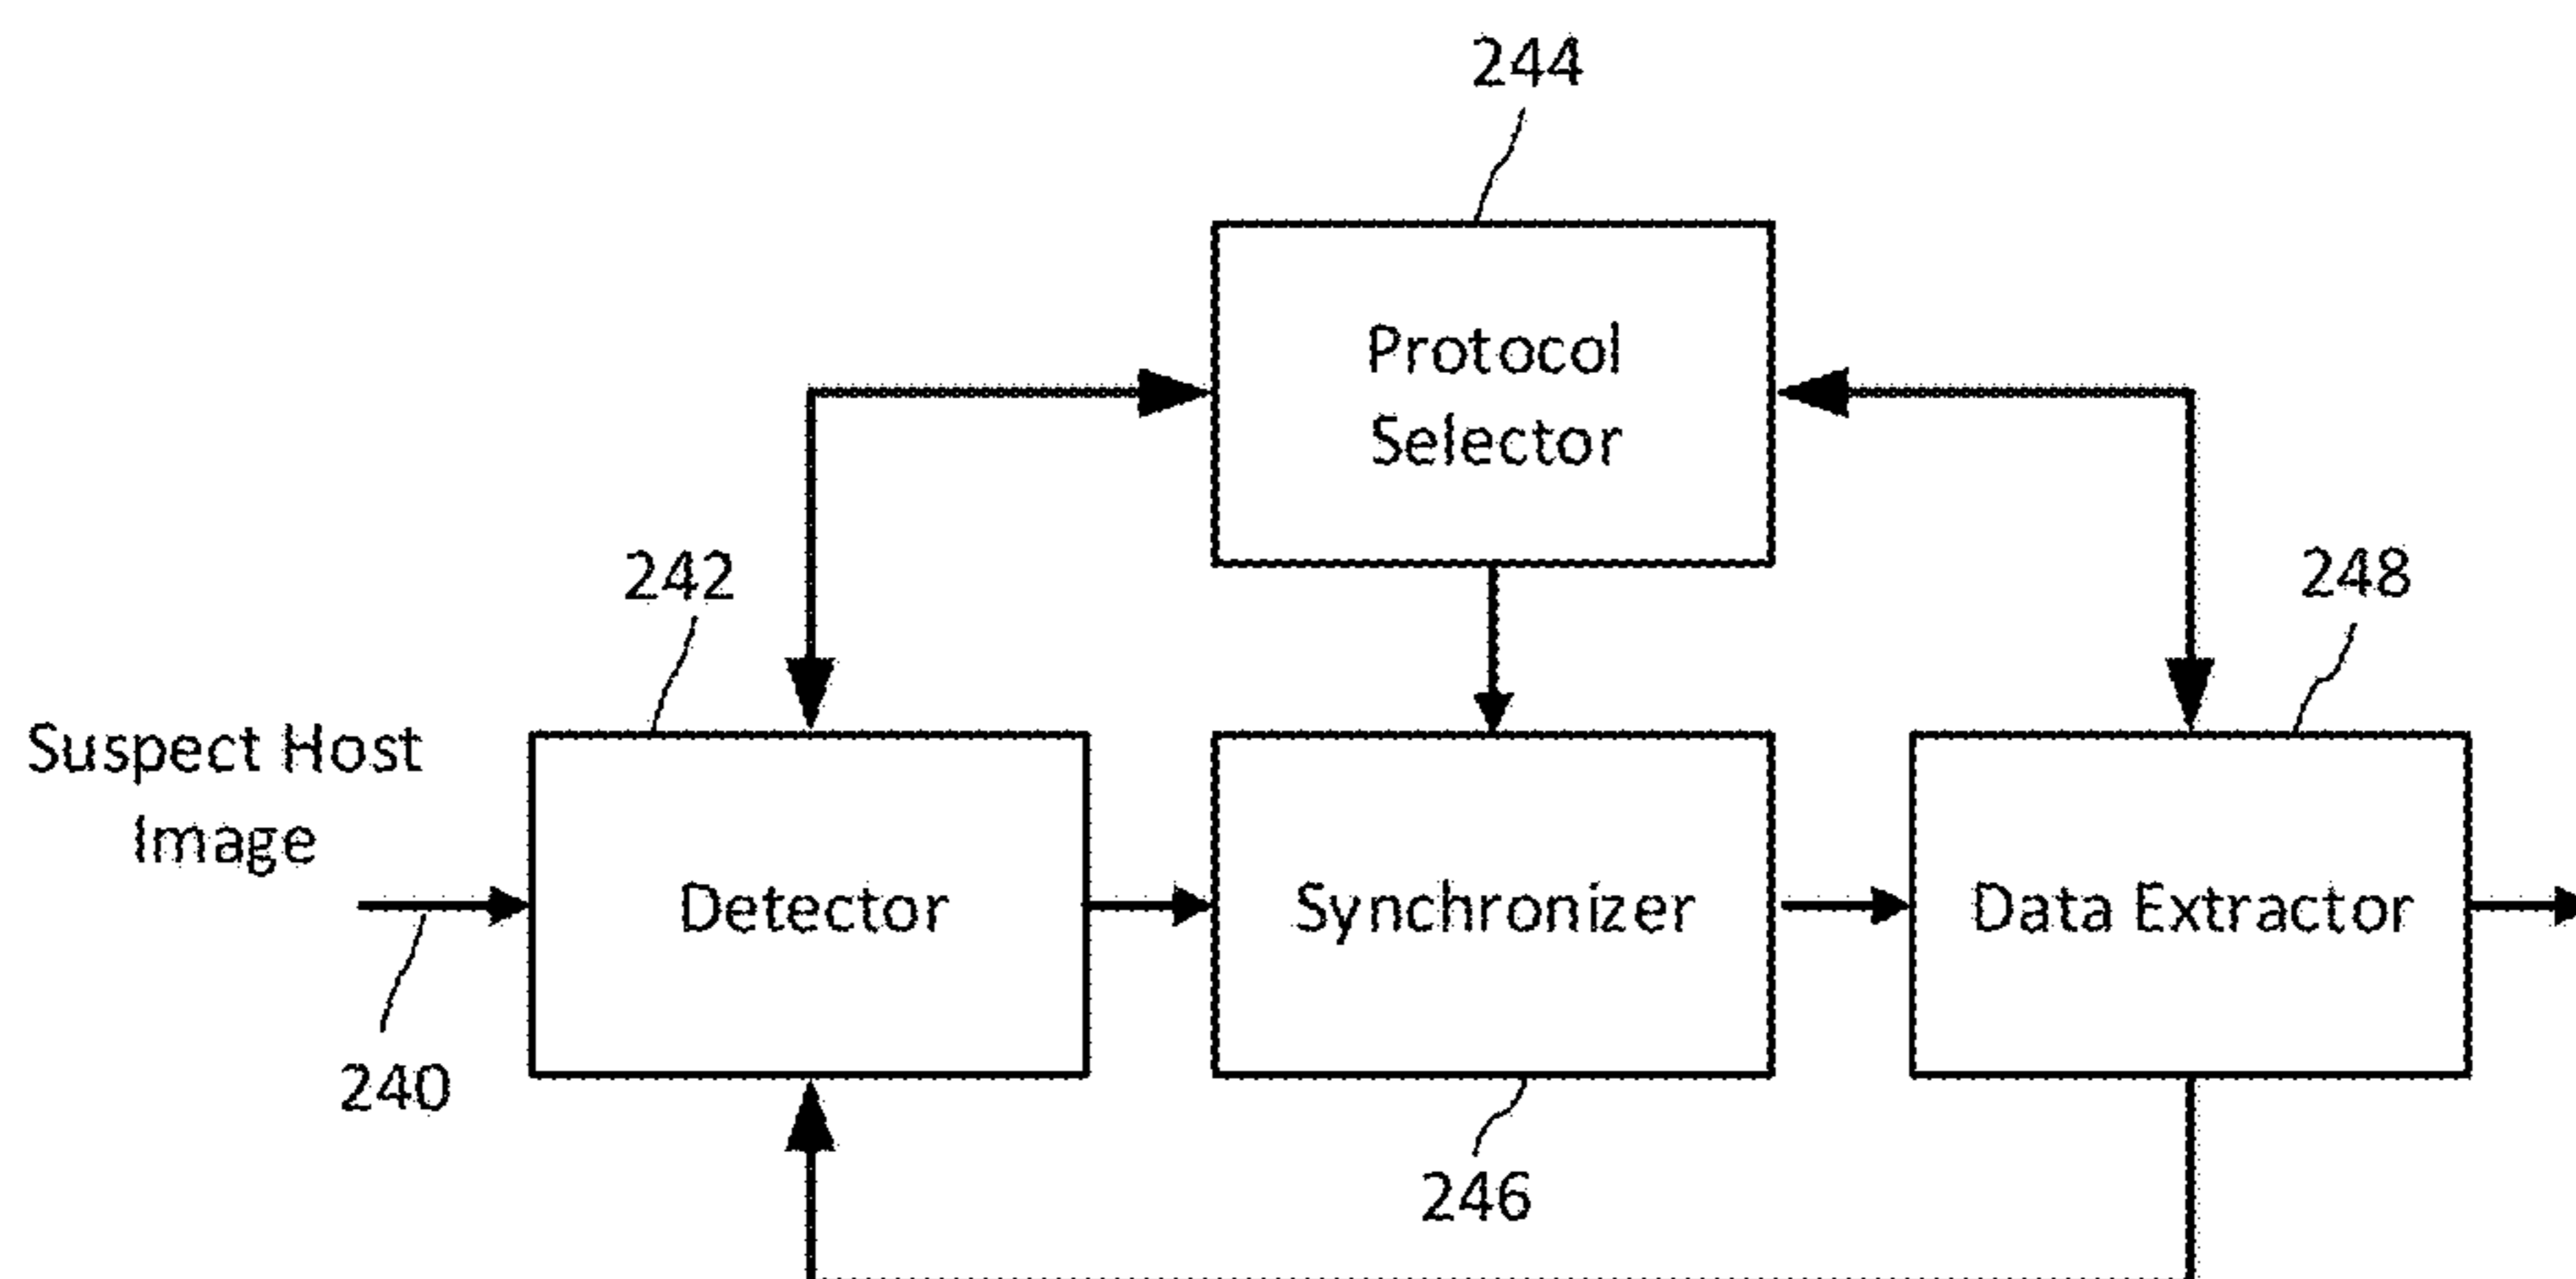 244
Protocol
Selector
242
248
Suspect Host
Image
Detector
Synchronizer
Data Extractor
240
246